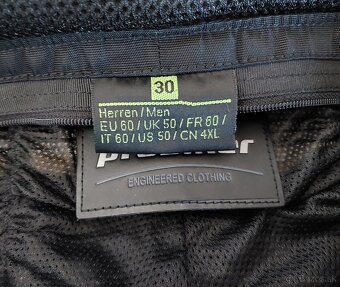 30
Herren / Men
EU 60 / UK 50 / FR 60 /
IT 60 / US 50 / CN 4XL
ENGINEERED CLOTHING